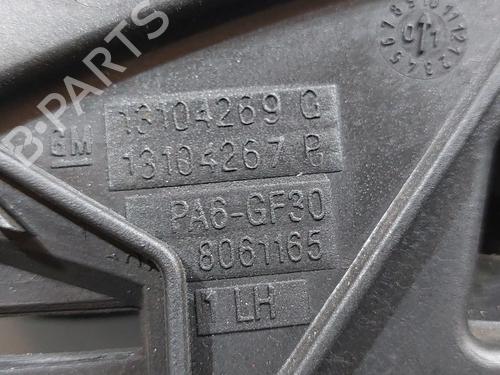 B-PARTS
13104269 G
GM
13104267 B
PA6-GF30
8061165
1 LH